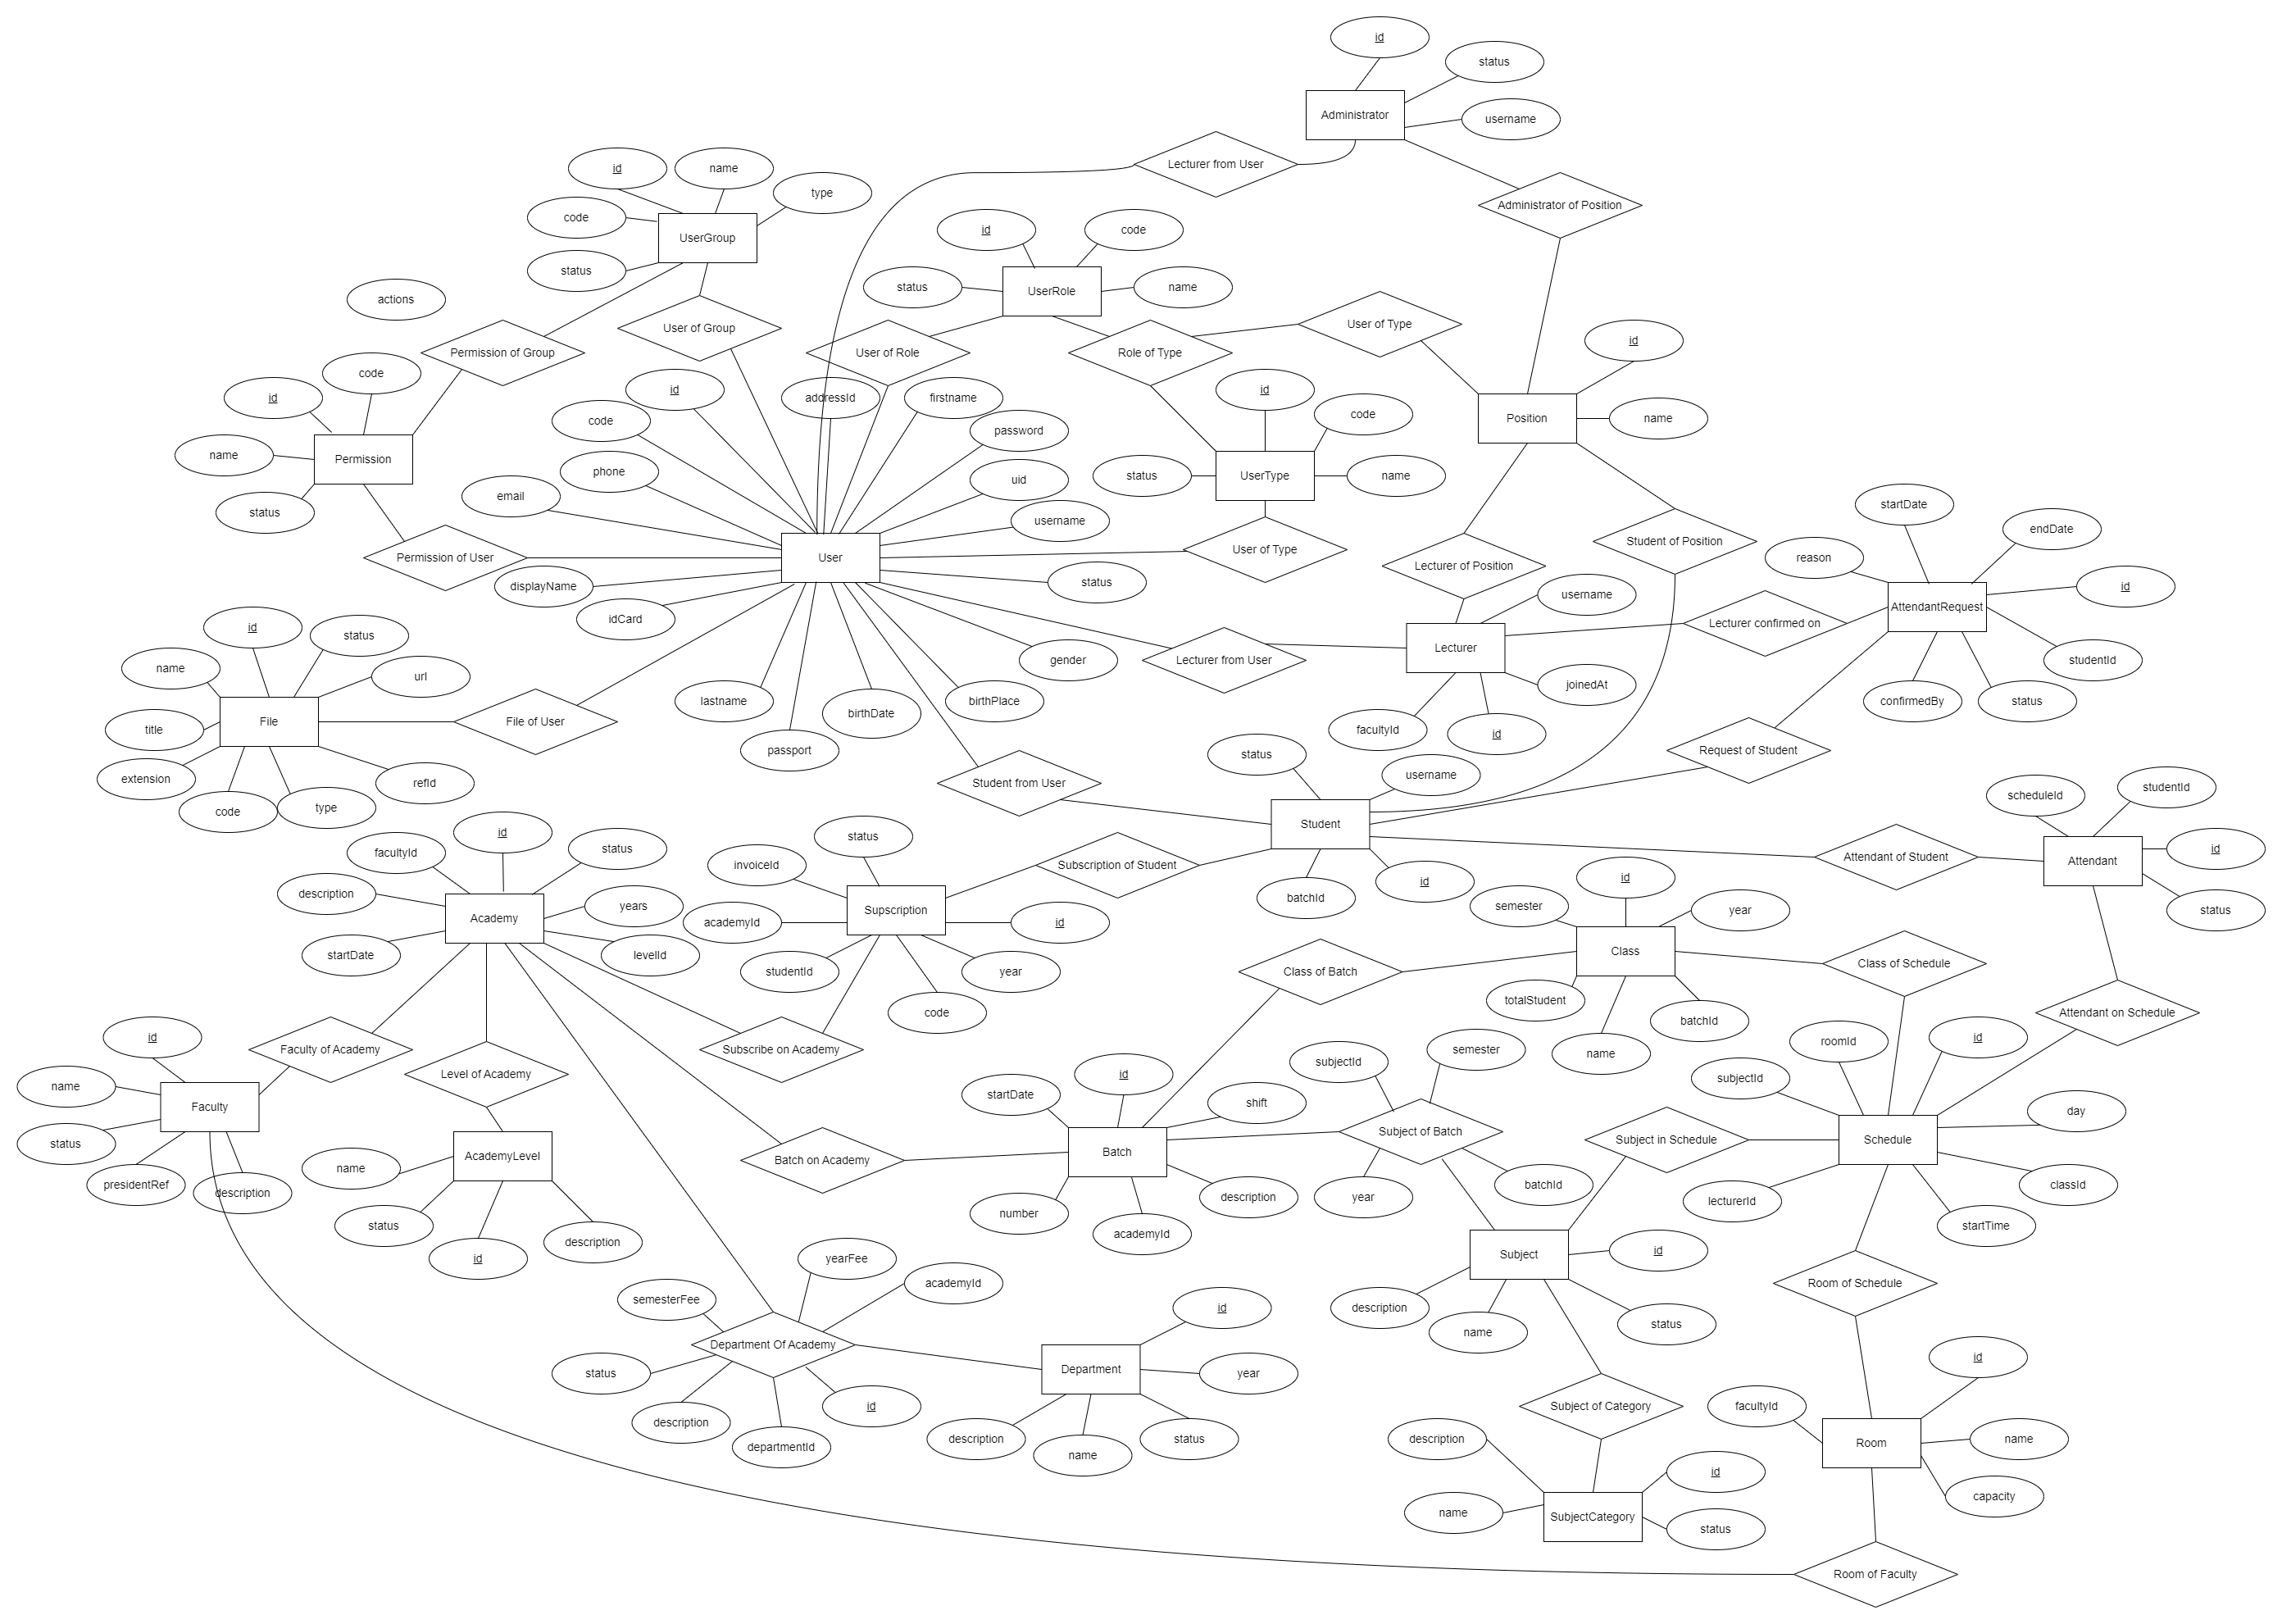 id
status
Administrator
username
Lecturer from User
Administrator of Position
id
name
type
code
UserGroup
status
id
code
status
UserRole
name
actions
Permission of Group
User of Group
User of Role
Role of Type
User of Type
id
name
Position
code
id
Permission
name
status
id
addressId
firstname
code
password
phone
uid
email
username
User
status
id
code
status
UserType
name
User of Type
Permission of User
displayName
idCard
Lecturer of Position
Student of Position
startDate
endDate
reason
id
AttendantRequest
studentId
confirmedBy
status
Lecturer confirmed on
username
Lecturer
joinedAt
facultyId
id
Lecturer from User
gender
birthPlace
birthDate
lastname
passport
id
status
name
url
File
title
extension
refId
code
type
File of User
Student from User
Request of Student
status
username
Student
batchId
id
scheduleId
studentId
id
Attendant
status
Attendant of Student
Attendant on Schedule
Subscription of Student
status
invoiceId
Supscription
academyId
id
studentId
year
code
id
facultyId
status
description
years
Academy
startDate
levelId
Subscribe on Academy
Faculty of Academy
Level of Academy
id
name
Faculty
status
presidentRef
description
name
AcademyLevel
status
id
description
Batch on Academy
id
semester
year
Class
totalStudent
name
batchId
Class of Batch
Class of Schedule
startDate
id
shift
Batch
number
academyId
description
subjectId
semester
Subject of Batch
year
batchId
Subject in Schedule
roomId
id
subjectId
day
Schedule
classId
lecturerId
startTime
Room of Schedule
Subject
id
description
name
status
Subject of Category
yearFee
academyId
semesterFee
Department Of Academy
status
description
departmentId
id
id
Department
year
description
name
status
description
id
name
SubjectCategory
status
id
facultyId
name
Room
capacity
Room of Faculty